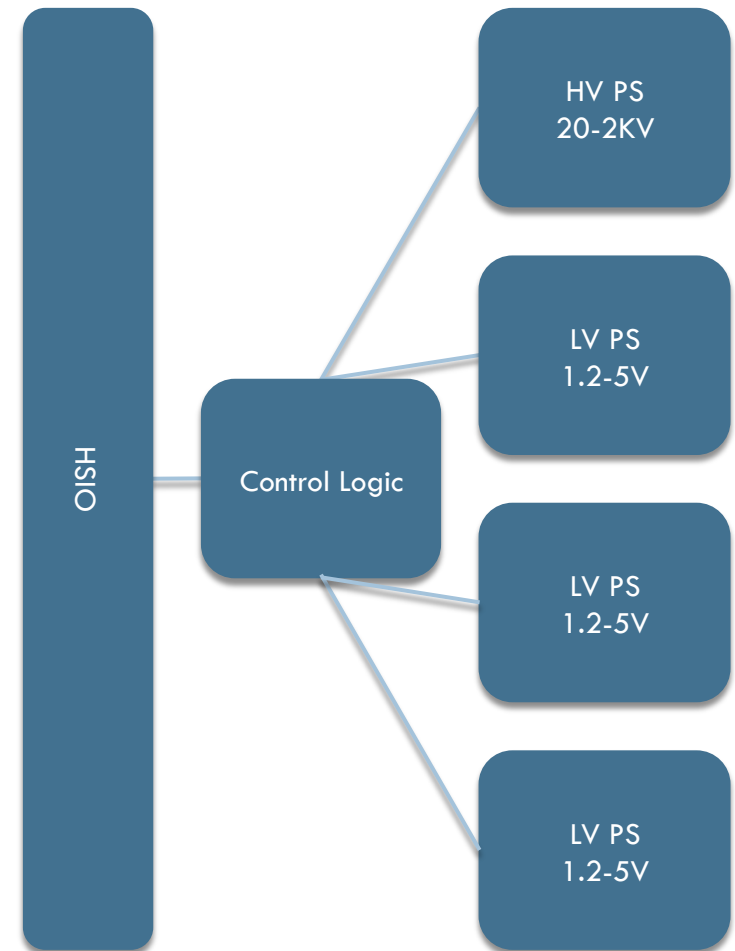 HSIO
Control Logic
HV PS
20-2KV
LV PS
1.2-5V
LV PS
1.2-5V
LV PS
1.2-5V